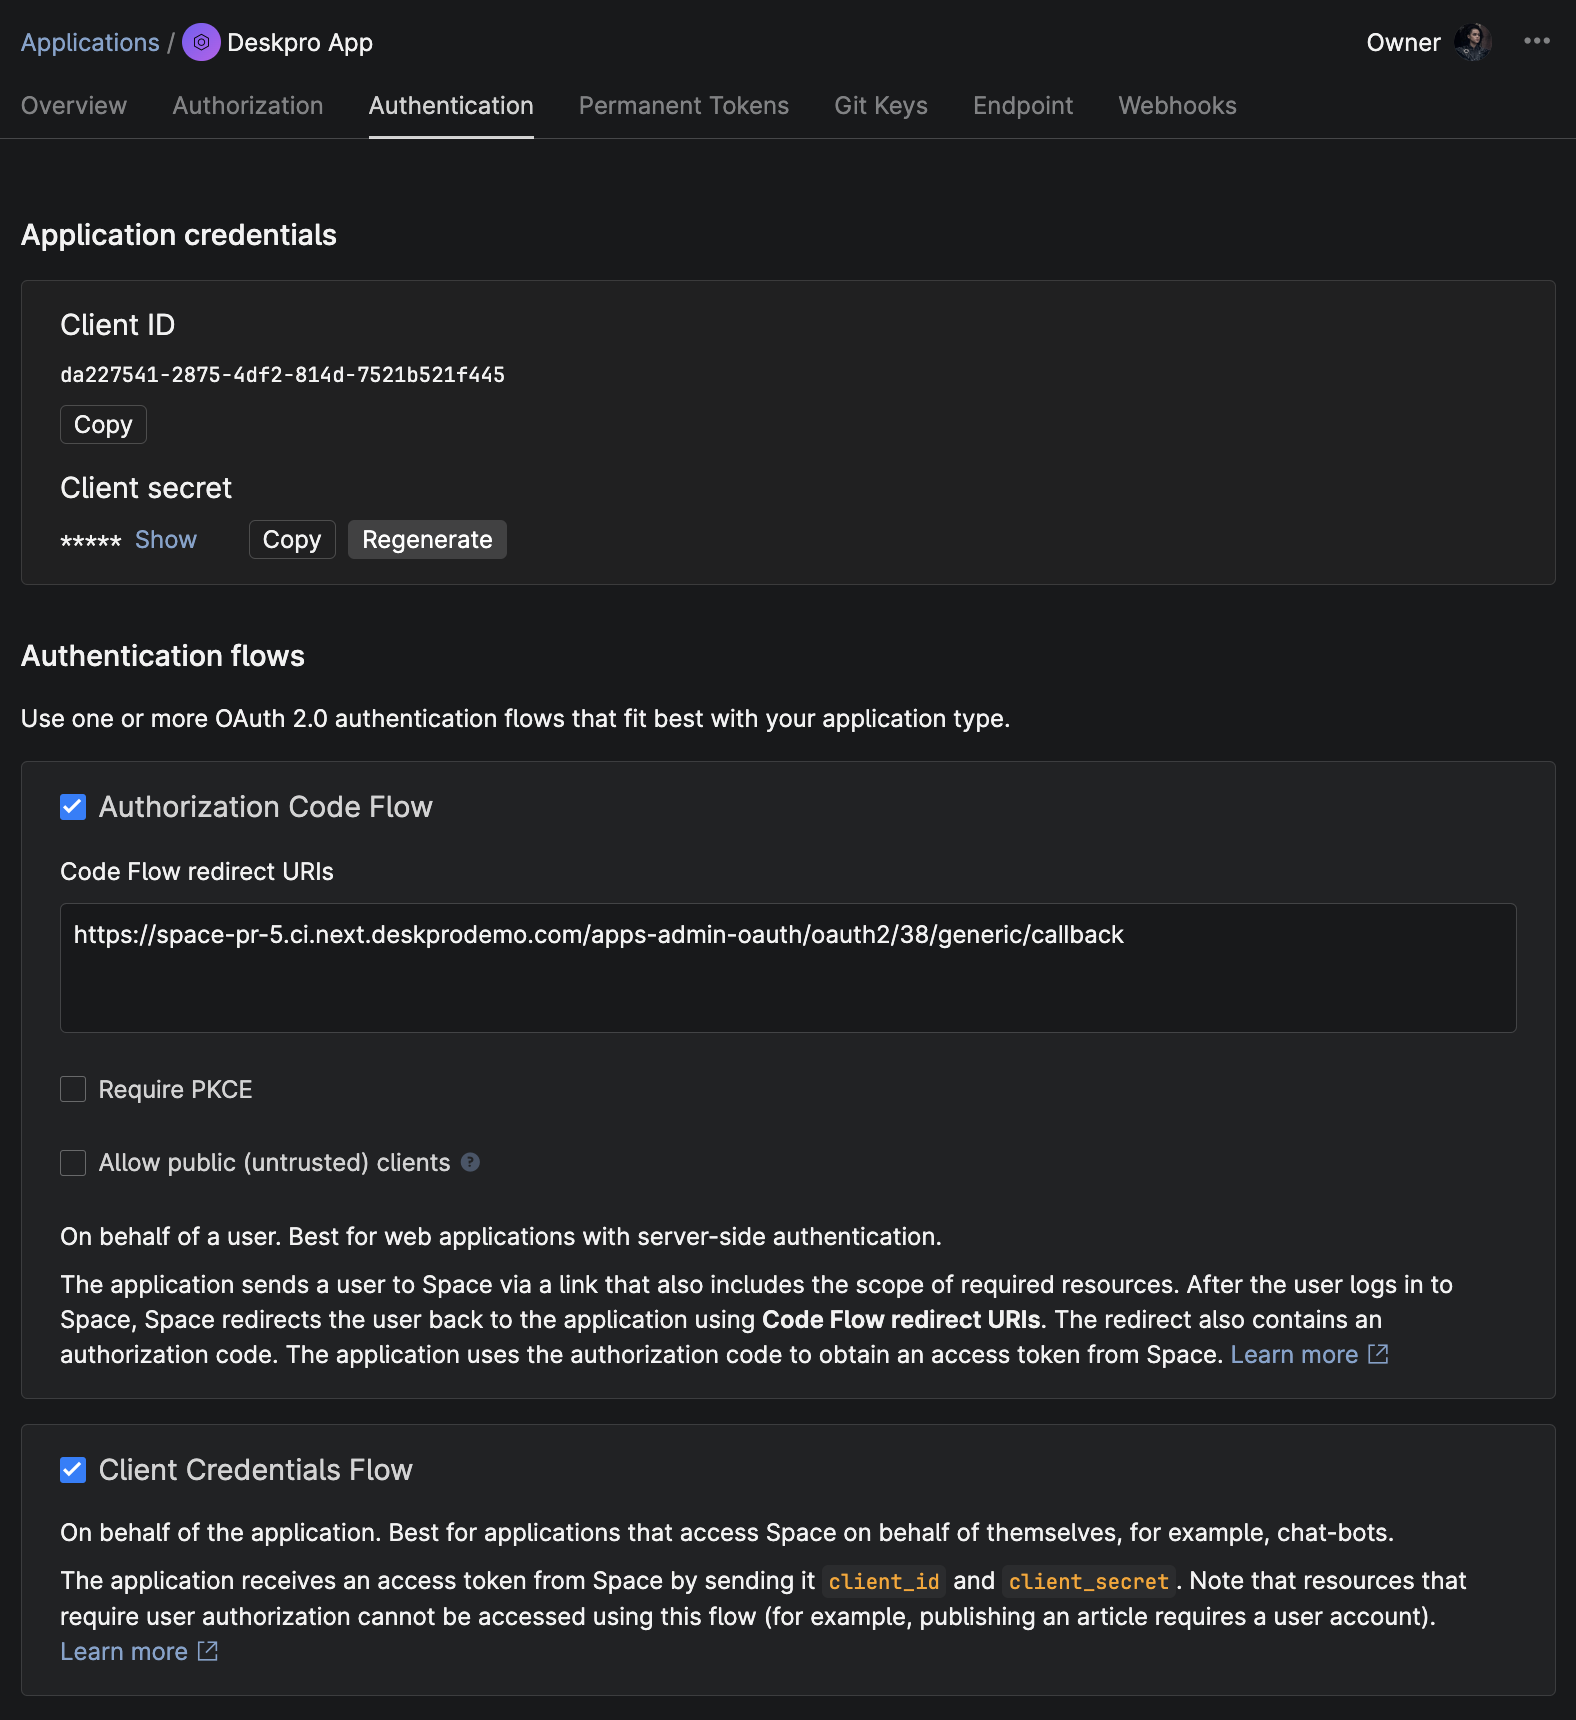 Applications / Deskpro App
Owner
Overview Authorization Authentication Permanent Tokens Git Keys Endpoint Webhooks
Application credentials
Client ID
da227541-2875-4df2-814d-7521b521f445
Copy
Client secret
***** Show Copy Regenerate
Authentication flows
Use one or more OAuth 2.0 authentication flows that fit best with your application type.
Authorization Code Flow
Code Flow redirect URIs
https://space-pr-5.ci.next.deskprodemo.com/apps-admin-oauth/oauth2/38/generic/callback
Require PKCE
Allow public (untrusted) clients ?
On behalf of a user. Best for web applications with server-side authentication.
The application sends a user to Space via a link that also includes the scope of required resources. After the user logs in to
Space, Space redirects the user back to the application using Code Flow redirect URIs. The redirect also contains an
authorization code. The application uses the authorization code to obtain an access token from Space. Learn more
Client Credentials Flow
On behalf of the application. Best for applications that access Space on behalf of themselves, for example, chat-bots.
The application receives an access token from Space by sending it client_id and client_secret . Note that resources that
require user authorization cannot be accessed using this flow (for example, publishing an article requires a user account).
Learn more